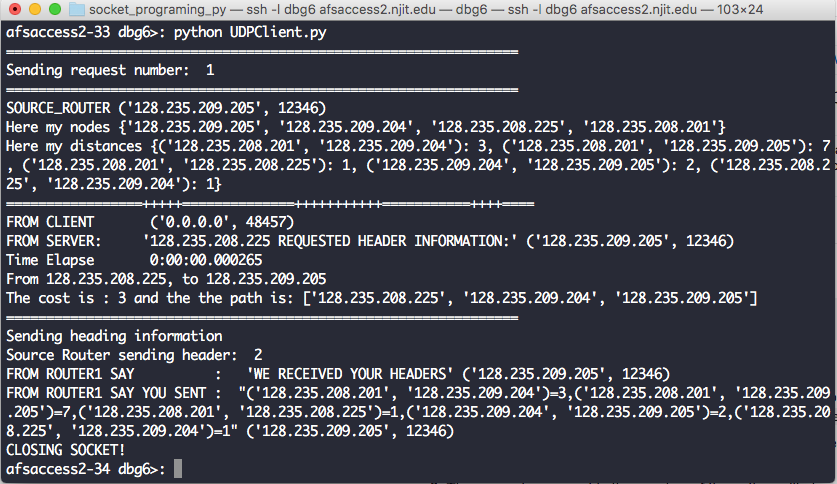 socket_programing_py — ssh -l dbg6 afsaccess2.njit.edu — dbg6 — ssh -l dbg6 afsaccess2.njit.edu — 103×24
afsaccess2-33 dbg6>: python UDPClient.py
═══════════════════════════════════════════════════════
Sending request number:  1
═══════════════════════════════════════════════════════
SOURCE_ROUTER ('128.235.209.205', 12346)
Here my nodes {'128.235.209.205', '128.235.209.204', '128.235.208.225', '128.235.208.201'}
Here my distances {('128.235.208.201', '128.235.209.204'): 3, ('128.235.208.201', '128.235.209.205'): 7
, ('128.235.208.201', '128.235.208.225'): 1, ('128.235.209.204', '128.235.209.205'): 2, ('128.235.208.2
25', '128.235.209.204'): 1}
=================+++++=============+++++++++++===========++++====
FROM CLIENT      ('0.0.0.0', 48457)
FROM SERVER:     '128.235.208.225 REQUESTED HEADER INFORMATION:' ('128.235.209.205', 12346)
Time Elapse      0:00:00.000265
From 128.235.208.225, to 128.235.209.205
The cost is : 3 and the the path is: ['128.235.208.225', '128.235.209.204', '128.235.209.205']
═══════════════════════════════════════════════════════
Sending heading information
Source Router sending header:  2
FROM ROUTER1 SAY         :   'WE RECEIVED YOUR HEADERS' ('128.235.209.205', 12346)
FROM ROUTER1 SAY YOU SENT :  "('128.235.208.201', '128.235.209.204')=3,('128.235.208.201', '128.235.209
.205')=7,('128.235.208.201', '128.235.208.225')=1,('128.235.209.204', '128.235.209.205')=2,('128.235.20
8.225', '128.235.209.204')=1" ('128.235.209.205', 12346)
CLOSING SOCKET!
afsaccess2-34 dbg6>: